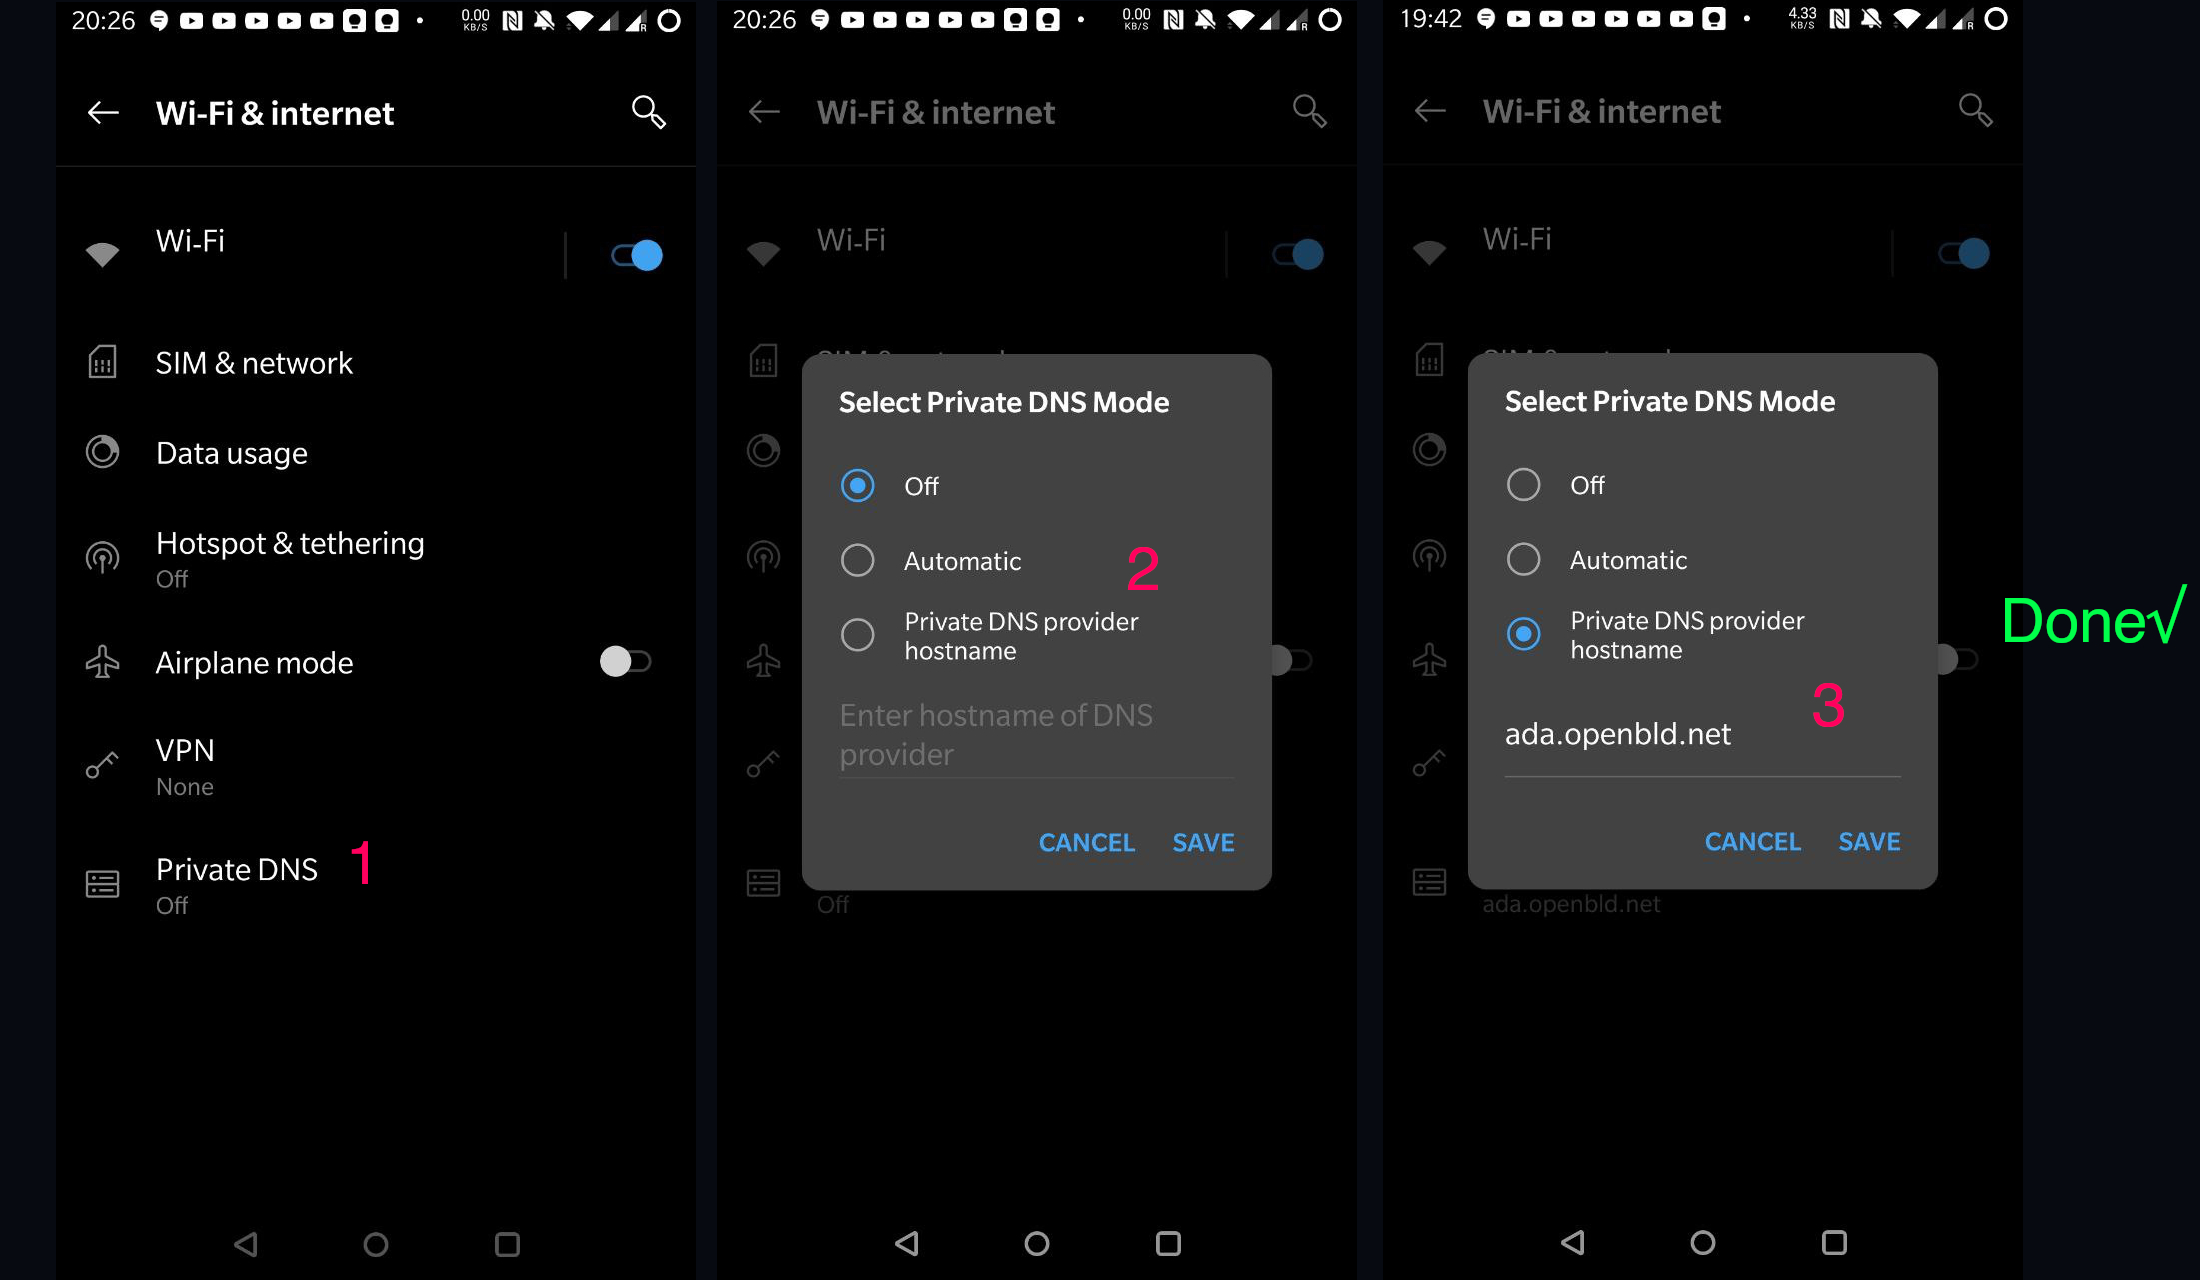 20:26
0.00
KB/S
R
Wi-Fi & internet
Wi-Fi
SIM & network
Data usage
Hotspot & tethering
Off
Airplane mode
VPN
None
Private DNS 1
Off
20:26
0.00
KB/S
R
Wi-Fi & internet
Wi-Fi
Select Private DNS Mode
Off
Automatic
2
Private DNS provider
hostname
Enter hostname of DNS
provider
CANCEL SAVE
Off
19:42
4.33
KB/S
R
Wi-Fi & internet
Wi-Fi
Select Private DNS Mode
Off
Automatic
Private DNS provider
hostname
3
ada.openbld.net
CANCEL SAVE
ada.openbld.net
Done√